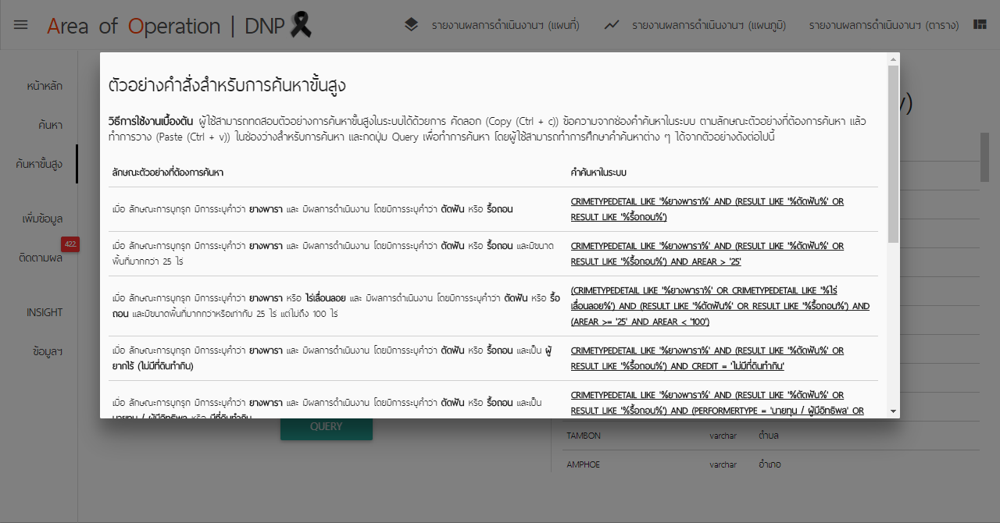 Area of Operation | DNP
รายงานผลการดำเนินงานฯ (แผนที่)
รายงานผลการดำเนินงานฯ (แผนภูมิ)
รายงานผลการดำเนินงานฯ (ตาราง)
หน้าหลัก
ค้นหา
ค้นหาขั้นสูง
เพิ่มข้อมูล
422
ติดตามผล
INSIGHT
ข้อมูลฯ
ตัวอย่างคำสั่งสำหรับการค้นหาขั้นสูง
วิธีการใช้งานเบื้องต้น ผู้ใช้สามารถทดสอบตัวอย่างการค้นหาขั้นสูงในระบบได้ด้วยการ คัดลอก (Copy (Ctrl + c)) ข้อความจากช่องคำค้นหาในระบบ ตามลักษณะตัวอย่างที่ต้องการค้นหา แล้ว
ทำการวาง (Paste (Ctrl + v)) ในช่องว่างสำหรับการค้นหา และกดปุ่ม Query เพื่อทำการค้นหา โดยผู้ใช้สามารถทำการศึกษาคำค้นหาต่าง ๆ ได้จากตัวอย่างดังต่อไปนี้
ลักษณะตัวอย่างที่ต้องการค้นหา
คำค้นหาในระบบ
เมื่อ ลักษณะการบุกรุก มีการระบุคำว่า ยางพารา และ มีผลการดำเนินงาน โดยมีการระบุคำว่า ตัดฟัน หรือ รื้อถอน
CRIMETYPEDETAIL LIKE '%ยางพารา%' AND (RESULT LIKE '%ตัดฟัน%' OR
RESULT LIKE '%รื้อถอน%')
เมื่อ ลักษณะการบุกรุก มีการระบุคำว่า ยางพารา และ มีผลการดำเนินงาน โดยมีการระบุคำว่า ตัดฟัน หรือ รื้อถอน และมีขนาด
พื้นที่มากกว่า 25 ไร่
CRIMETYPEDETAIL LIKE '%ยางพารา%' AND (RESULT LIKE '%ตัดฟัน%' OR
RESULT LIKE '%รื้อถอน%') AND AREAR > '25'
เมื่อ ลักษณะการบุกรุก มีการระบุคำว่า ยางพารา หรือ ไร่เลื่อนลอย และ มีผลการดำเนินงาน โดยมีการระบุคำว่า ตัดฟัน หรือ รื้อ
ถอน และมีขนาดพื้นที่มากกว่าหรือเท่ากับ 25 ไร่ แต่ไม่ถึง 100 ไร่
(CRIMETYPEDETAIL LIKE '%ยางพารา%' OR CRIMETYPEDETAIL LIKE '%ไร่
เลื่อนลอย%') AND (RESULT LIKE '%ตัดฟัน%' OR RESULT LIKE '%รื้อถอน%') AND
(AREAR >= '25' AND AREAR < '100')
เมื่อ ลักษณะการบุกรุก มีการระบุคำว่า ยางพารา และ มีผลการดำเนินงาน โดยมีการระบุคำว่า ตัดฟัน หรือ รื้อถอน และเป็น ผู้
ยากไร้ (ไม่มีที่ดินทำกิน)
CRIMETYPEDETAIL LIKE '%ยางพารา%' AND (RESULT LIKE '%ตัดฟัน%' OR
RESULT LIKE '%รื้อถอน%') AND CREDIT = 'ไม่มีที่ดินทำกิน'
เมื่อ ลักษณะการบุกรุก มีการระบุคำว่า ยางพารา และ มีผลการดำเนินงาน โดยมีการระบุคำว่า ตัดฟัน หรือ รื้อถอน และเป็น
นายทุน / ผู้มีอิทธิพล หรือ มีที่ดินทำกิน
CRIMETYPEDETAIL LIKE '%ยางพารา%' AND (RESULT LIKE '%ตัดฟัน%' OR
RESULT LIKE '%รื้อถอน%') AND (PERFORMERTYPE = 'นายทุน / ผู้มีอิทธิพล' OR
QUERY
TAMBON varchar ตำบล
AMPHOE varchar อำเภอ